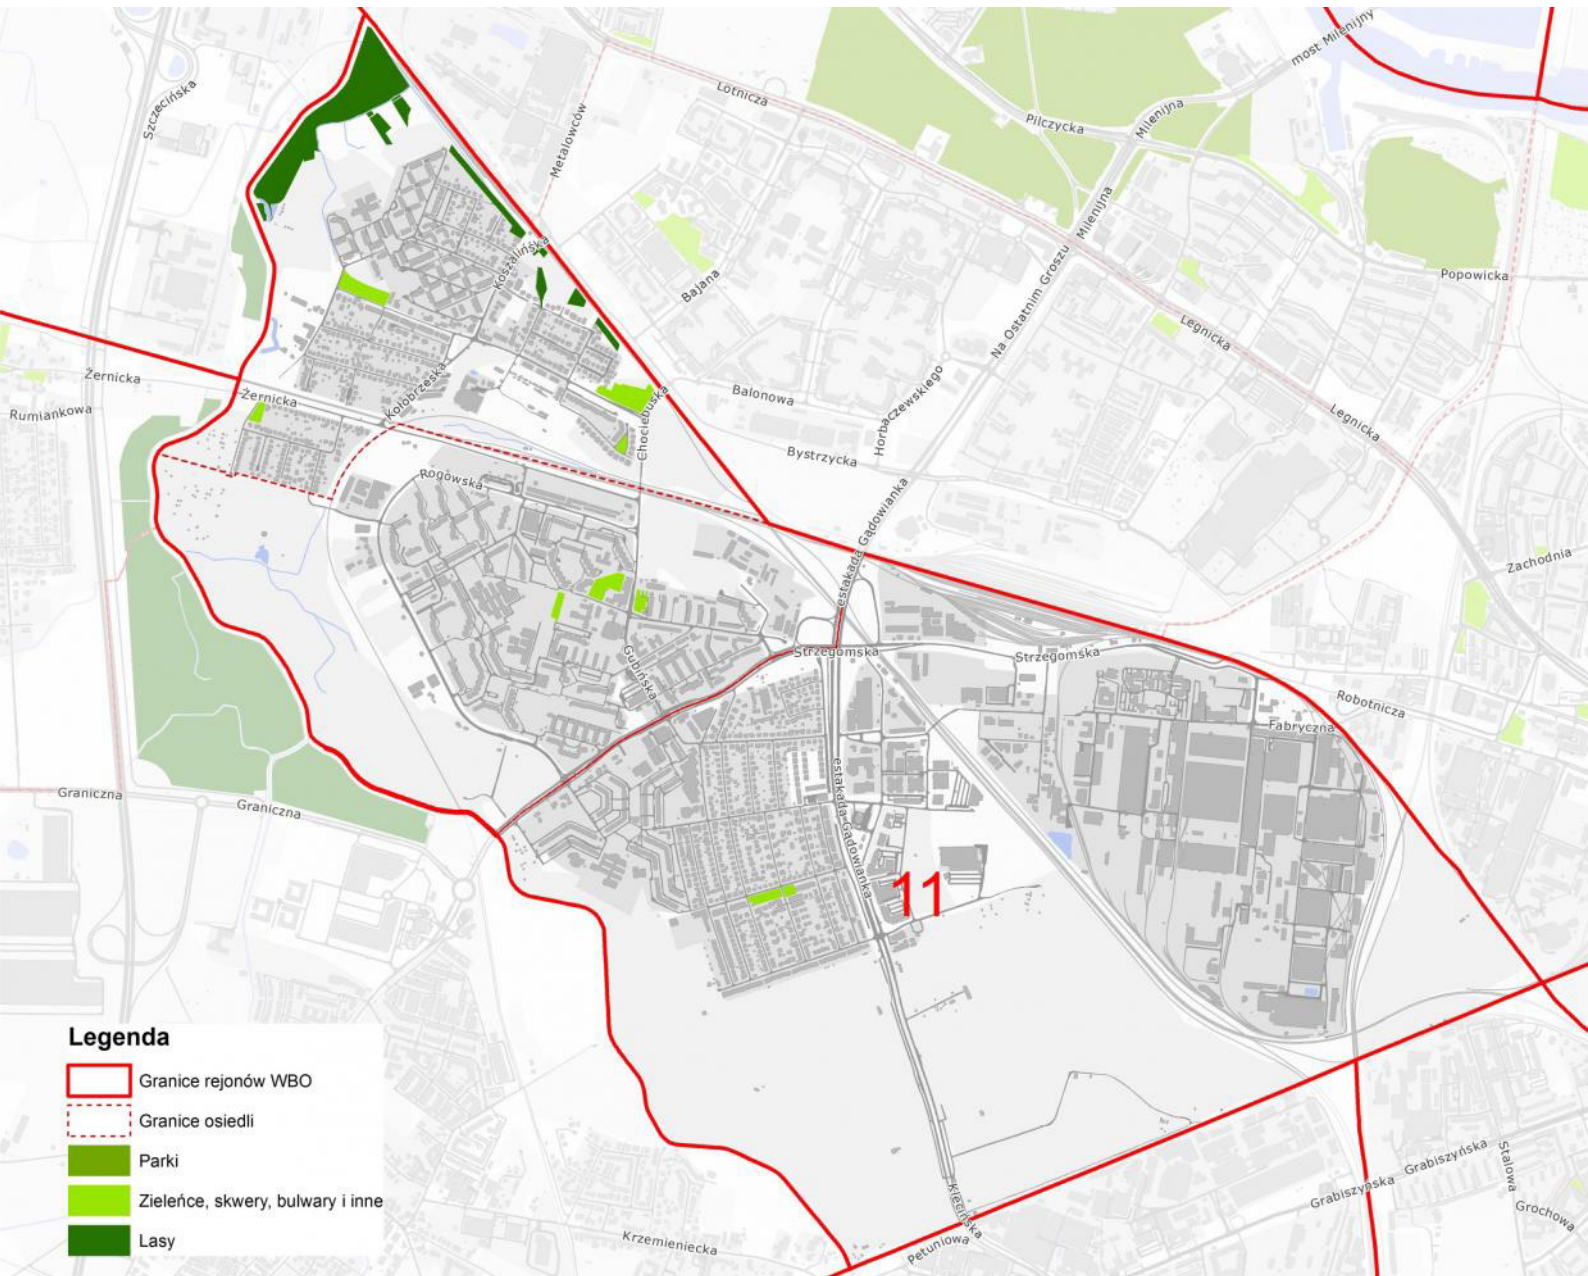 most Milenijny
Szczecińska
Lotnicza
Metalowców
Pilczycka
Milenijna
Milenijna
Koszalińska
Bajana
Popowicka
Na Ostatnim Groszu
Legnicka
Żernicka
Rumiankowa
Żernicka
Kołobrzeska
Chociebuska
Balonowa
Horbaczewskiego
Legnicka
Bystrzycka
Rogowska
estakada Gądowianka
Zachodnia
Gubińska
Strzegomska
Strzegomska
Robotnicza
Fabryczna
Graniczna
Graniczna
estakada Gądowianka
11
Legenda
Granice rejonów WBO
Granice osiedli
Parki
Zieleńce, skwery, bulwary i inne
Lasy
Krzemieniecka
Klecińska
Petuniowa
Grabiszyńska
Grabiszyńska
Stalowa
Grochowa